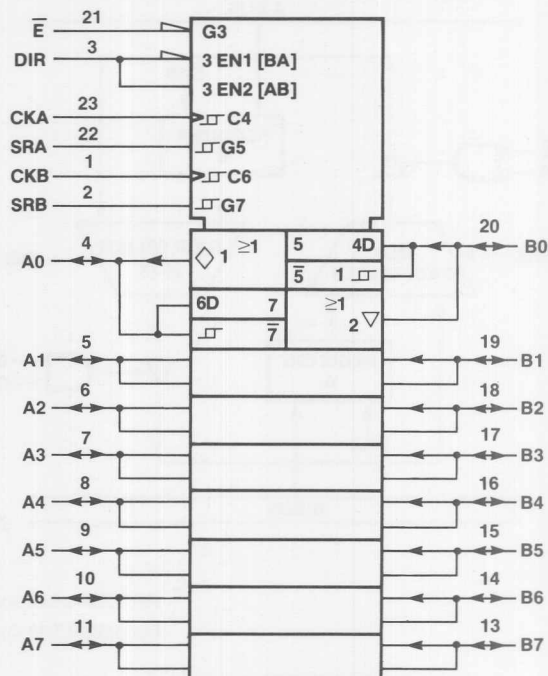 E̅ 21 G3
DIR 3 3 EN1 [BA]
3 EN2 [AB]
CKA 23 C4
SRA 22 G5
CKB 1 C6
SRB 2 G7
A0 4 1 ≥1 5 4D 20 B0
5̅ 1
6D 7 ≥1
7̅ 2 ▽
A1 5 19 B1
A2 6 18 B2
A3 7 17 B3
A4 8 16 B4
A5 9 15 B5
A6 10 14 B6
A7 11 13 B7